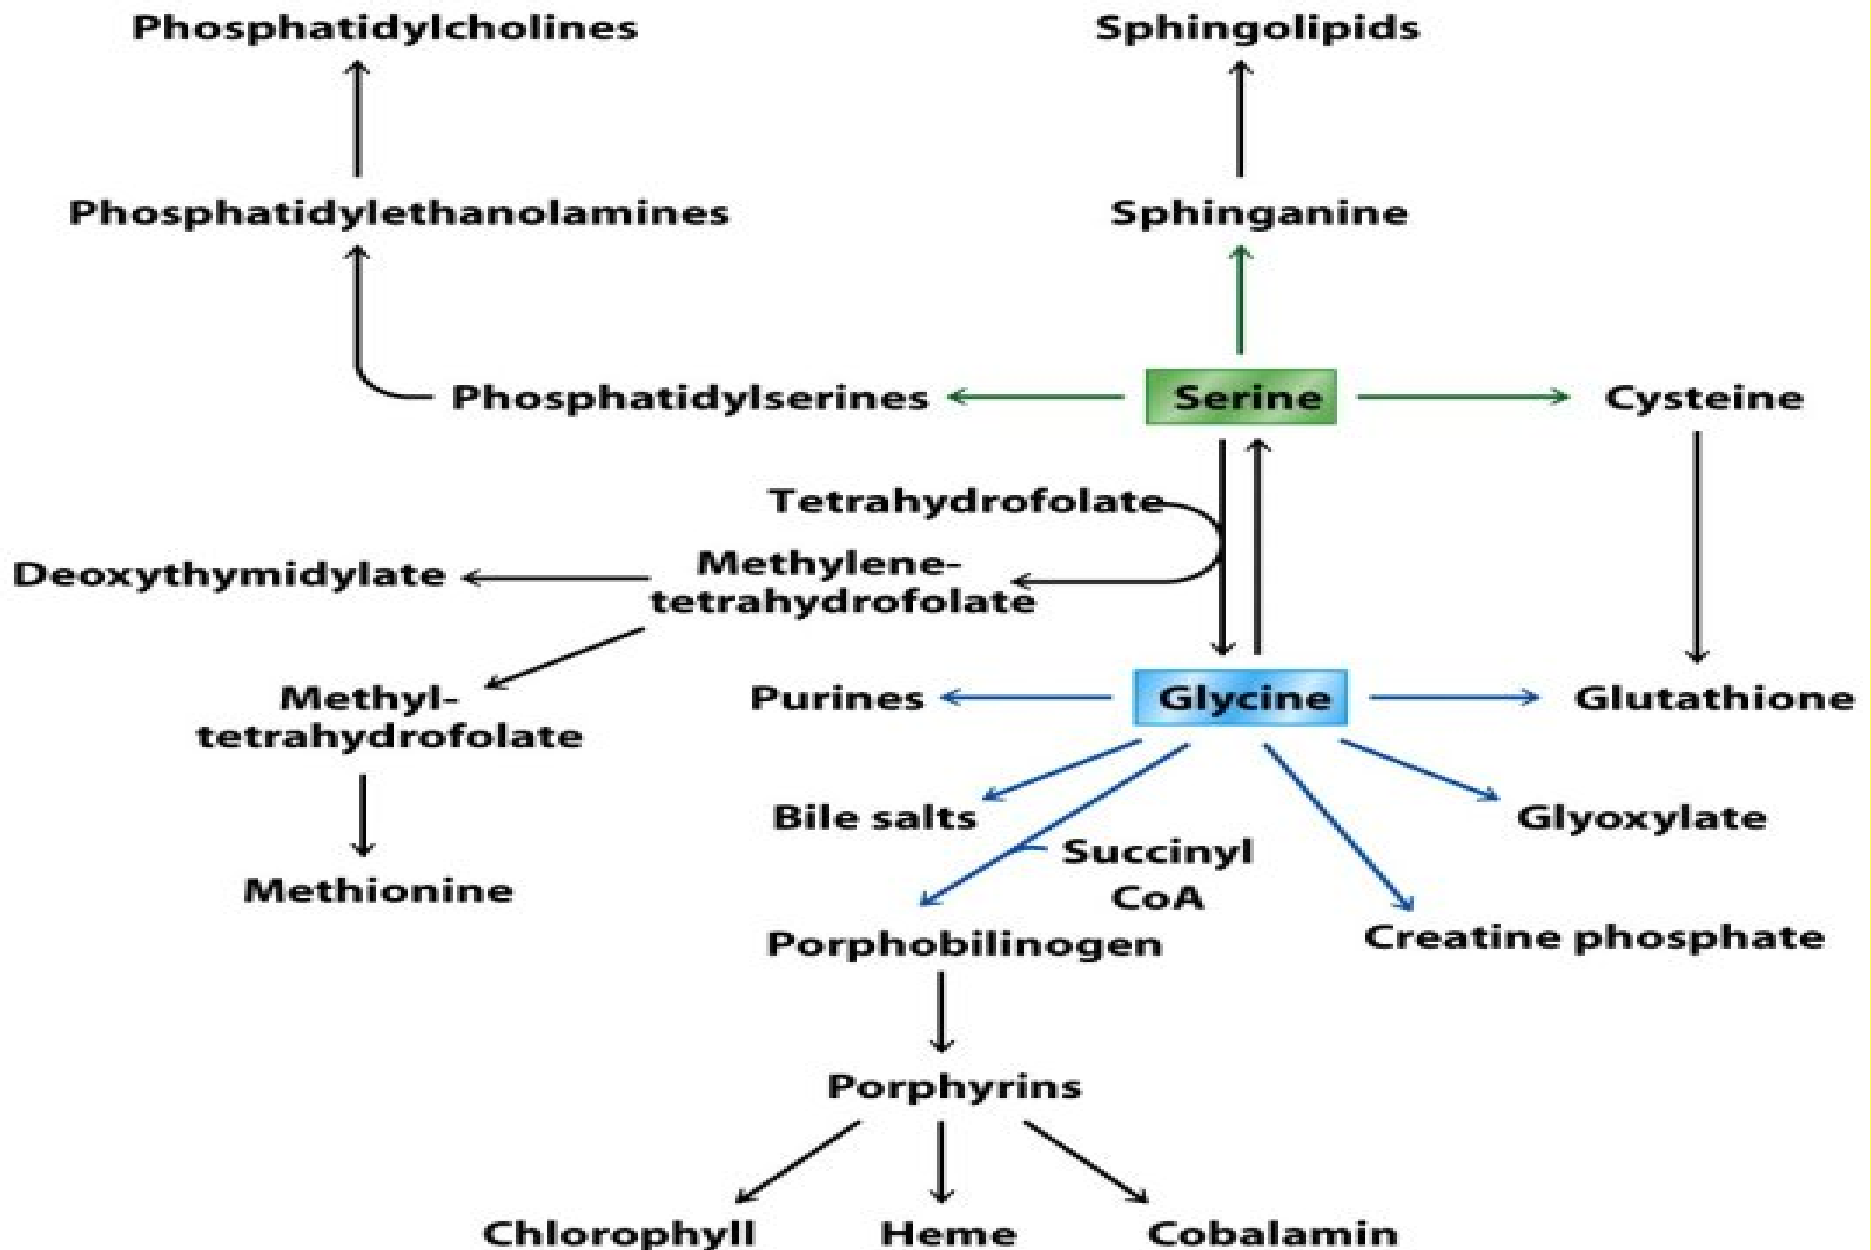 Phosphatidylcholines
Sphingolipids
Phosphatidylethanolamines
Sphinganine
Phosphatidylserines
Serine
Cysteine
Tetrahydrofolate
Deoxythymidylate
Methylene-
tetrahydrofolate
Methyl-
tetrahydrofolate
Purines
Glycine
Glutathione
Bile salts
Glyoxylate
Succinyl
CoA
Methionine
Porphobilinogen
Creatine phosphate
Porphyrins
Chlorophyll
Heme
Cobalamin